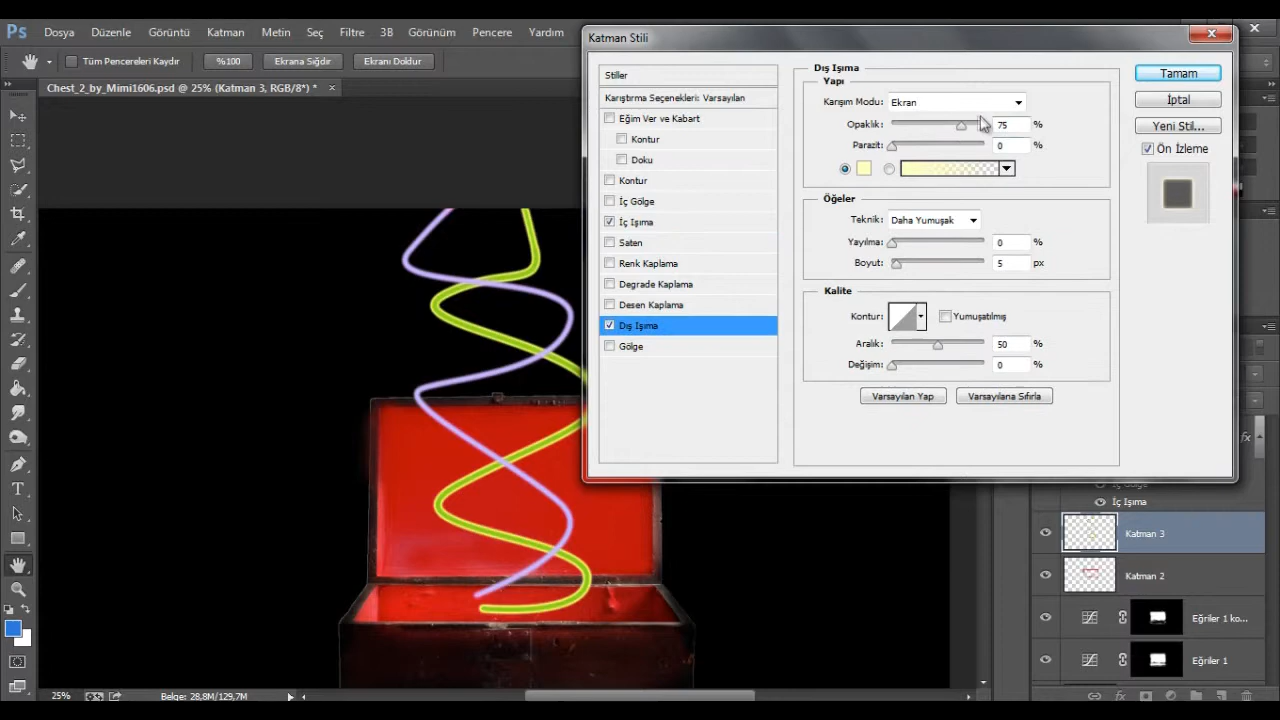 Ps Dosya Düzenle Görüntü Katman Metin Seç Filtre 3B Görünüm Pencere Yardım
Tüm Pencereleri Kaydır %100 Ekrana Sığdır Ekranı Doldur
Chest_2_by_Mimi1606.psd @ 25% (Katman 3, RGB/8*) * ×
Katman Stili
Stiller
Karıştırma Seçenekleri: Varsayılan
Eğim Ver ve Kabart
Kontur
Doku
Kontur
İç Gölge
İç Işıma
Saten
Renk Kaplama
Degrade Kaplama
Desen Kaplama
Dış Işıma
Gölge
Dış Işıma
Yapı
Karışım Modu: Ekran
Opaklık: 75 %
Parazit: 0 %
Öğeler
Teknik: Daha Yumuşak
Yayılma: 0 %
Boyut: 5 px
Kalite
Kontur: Yumuşatılmış
Aralık: 50 %
Değişim: 0 %
Varsayılan Yap Varsayılana Sıfırla
Tamam
İptal
Yeni Stil...
Ön İzleme
fx
İç Gölge
İç Işıma
Katman 3
Katman 2
Eğriler 1 ko...
Eğriler 1
25% Belge: 28,8M/129,7M